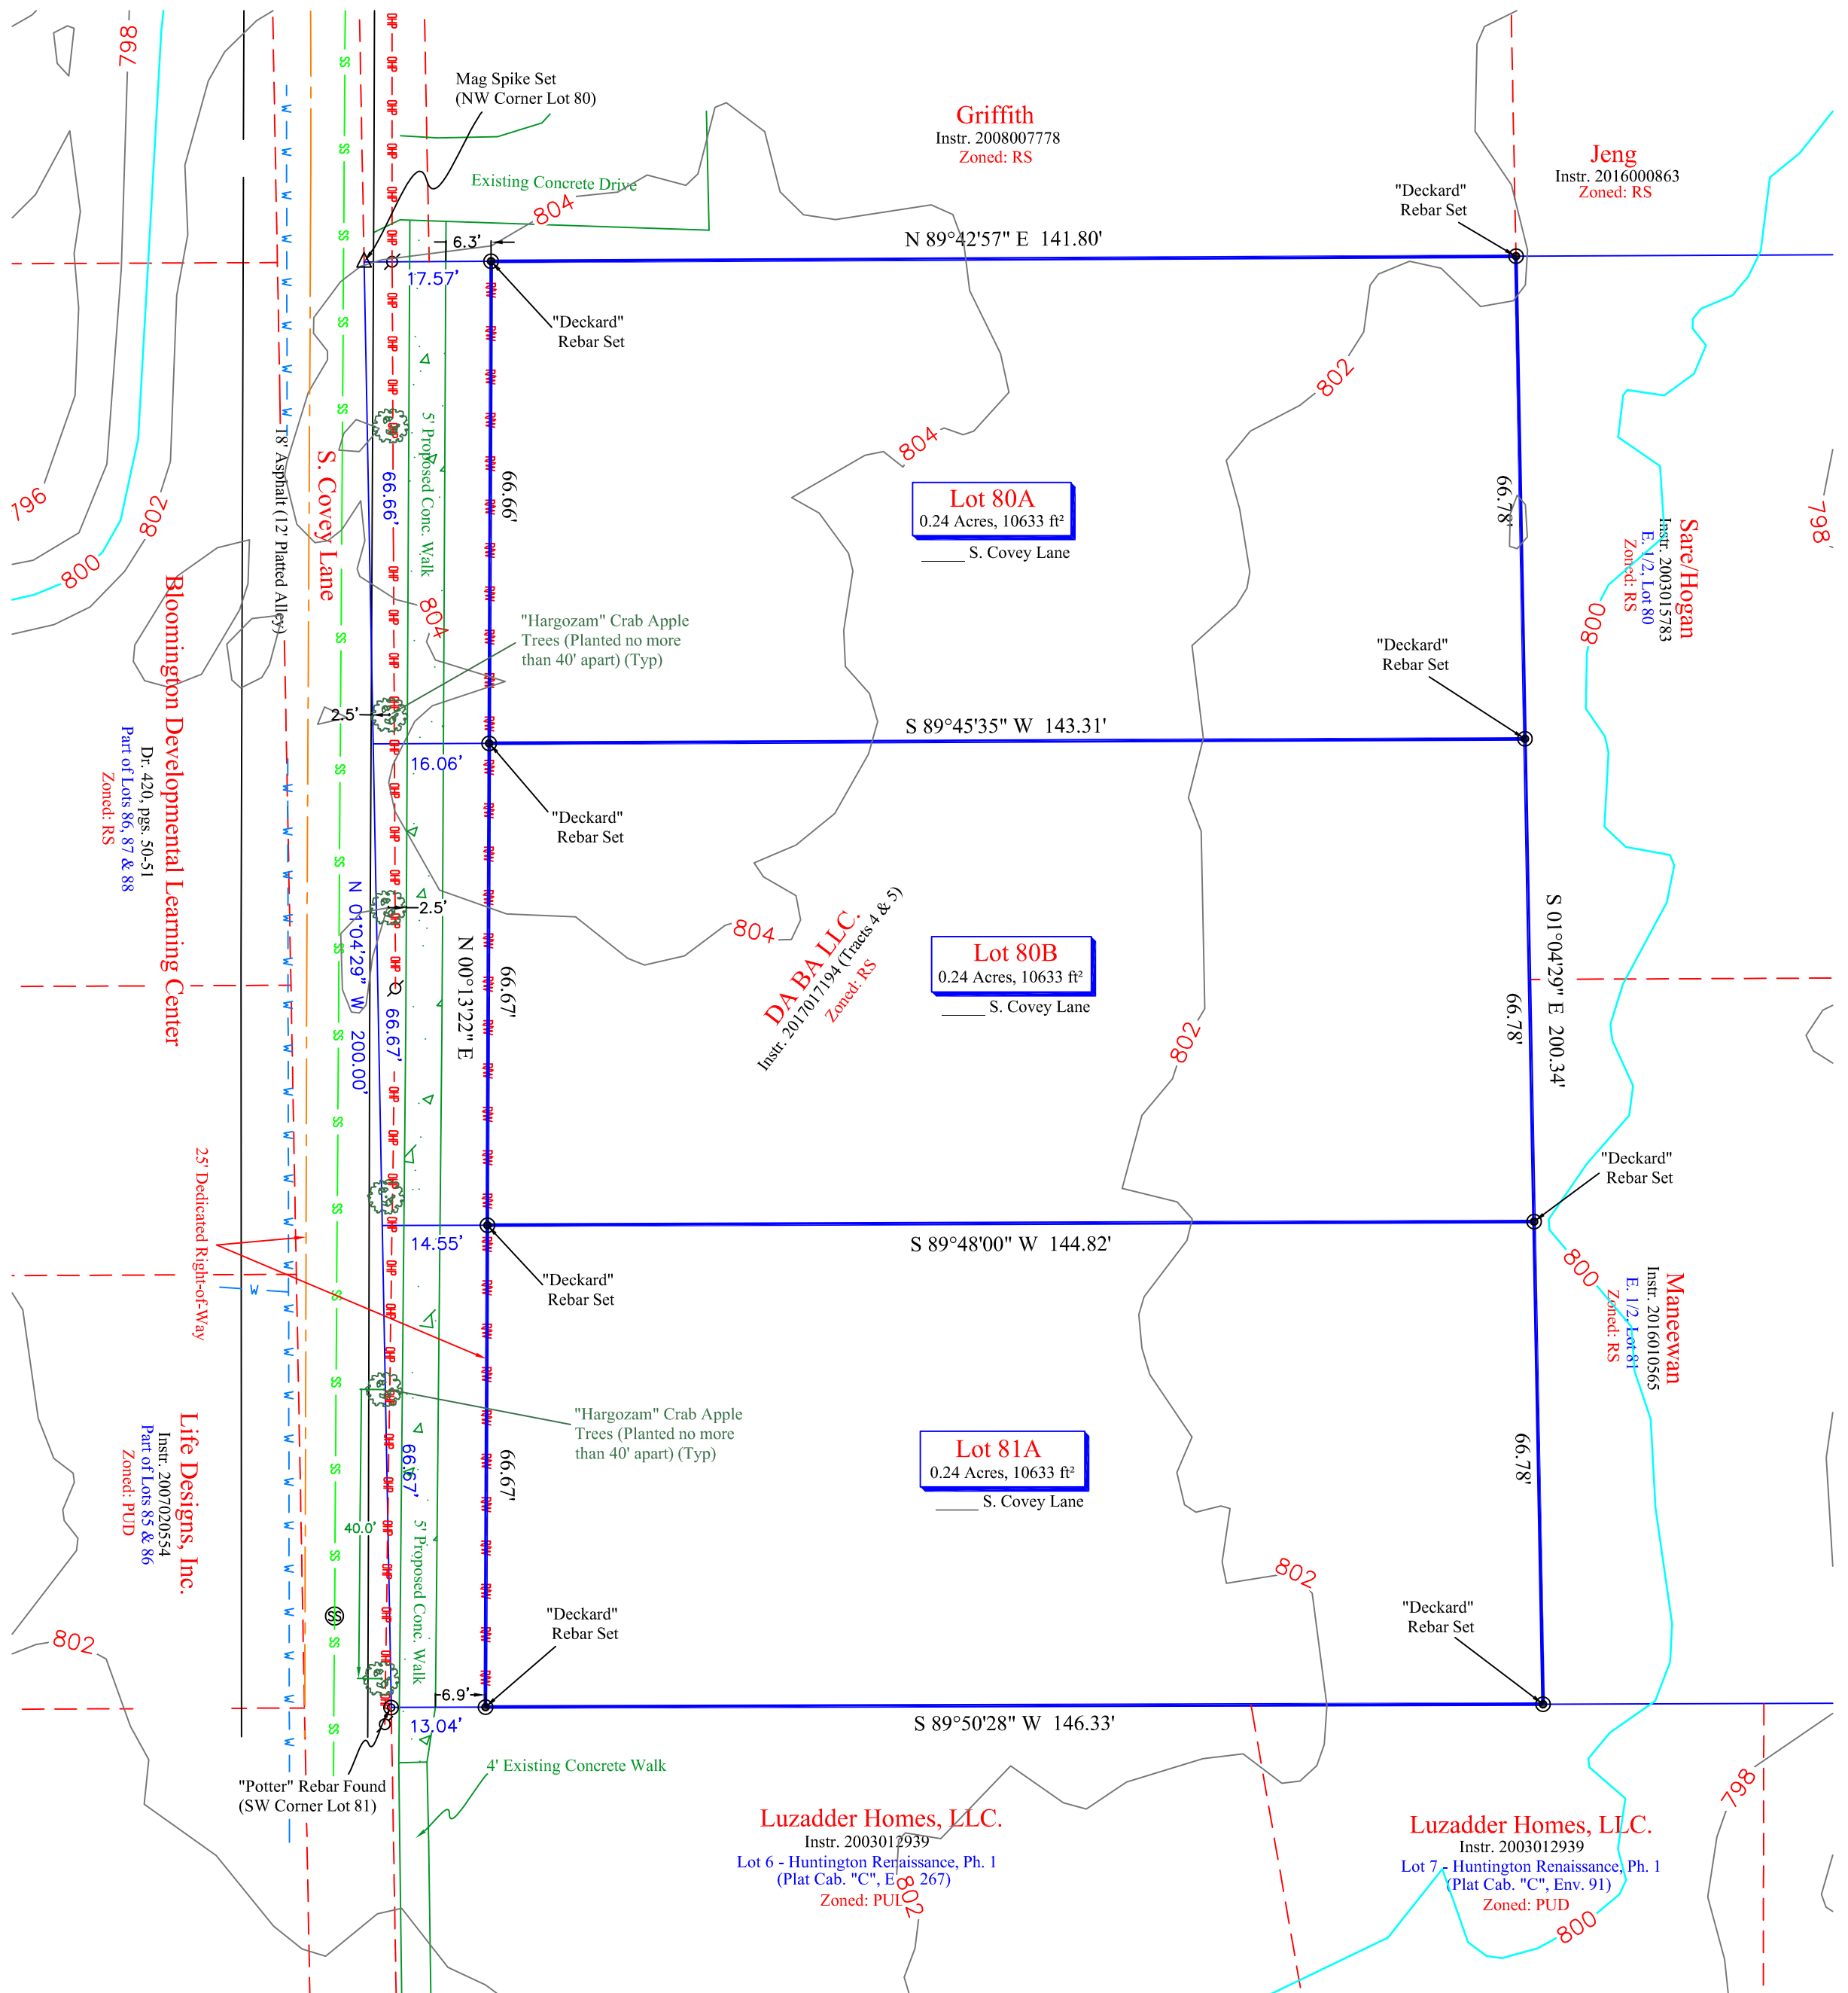 798
Mag Spike Set
(NW Corner Lot 80)
Griffith
Instr. 2008007778
Zoned: RS
Jeng
Instr. 2016000863
Zoned: RS
"Deckard"
Rebar Set
Existing Concrete Drive
804
6.3'
N 89°42'57" E 141.80'
17.57'
"Deckard"
Rebar Set
802
804
796
802
800
18' Asphalt (12' Platted Alley)
S. Covey Lane
66.66'
5' Proposed Conc. Walk
66.66'
Lot 80A
0.24 Acres, 10633 ft²
_____ S. Covey Lane
66.78'
Sare/Hogan
Instr. 2003015783
E. 1/2, Lot 80
Zoned: RS
798
800
804
"Hargozam" Crab Apple
Trees (Planted no more
than 40' apart) (Typ)
"Deckard"
Rebar Set
2.5'
S 89°45'35" W 143.31'
16.06'
"Deckard"
Rebar Set
Bloomington Developmental Learning Center
Dr. 420, pgs. 50-51
Part of Lots 86, 87 & 88
Zoned: RS
2.5'
N 01°04'29" W 200.00'
66.67'
N 00°13'22" E
66.67'
804
DA BA LLC.
Instr. 2017017194 (Tracts 4 & 5)
Zoned: RS
Lot 80B
0.24 Acres, 10633 ft²
_____ S. Covey Lane
802
66.78'
S 01°04'29" E 200.34'
"Deckard"
Rebar Set
25' Dedicated Right-of-Way
14.55'
S 89°48'00" W 144.82'
"Deckard"
Rebar Set
800
Maneewan
Instr. 2016010565
E. 1/2, Lot 81
Zoned: RS
W
"Hargozam" Crab Apple
Trees (Planted no more
than 40' apart) (Typ)
Life Designs, Inc.
Instr. 2007020554
Part of Lots 85 & 86
Zoned: PUD
66.67'
66.67'
40.0'
5' Proposed Conc. Walk
Lot 81A
0.24 Acres, 10633 ft²
_____ S. Covey Lane
66.78'
802
SS
802
"Deckard"
Rebar Set
"Deckard"
Rebar Set
6.9'
13.04'
S 89°50'28" W 146.33'
4' Existing Concrete Walk
"Potter" Rebar Found
(SW Corner Lot 81)
798
Luzadder Homes, LLC.
Instr. 2003012939
Lot 6 - Huntington Renaissance, Ph. 1
(Plat Cab. "C", E 267)
Zoned:
802
Luzadder Homes, LLC.
Instr. 2003012939
Lot 7 - Huntington Renaissance, Ph. 1
(Plat Cab. "C", Env. 91)
Zoned: PUD
800